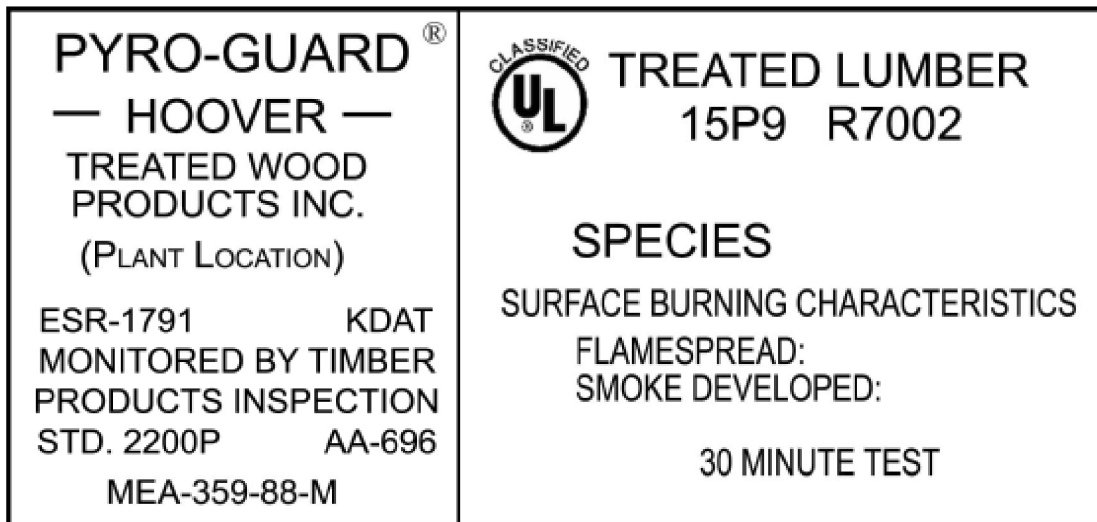 PYRO-GUARD ®
— HOOVER —
TREATED WOOD
PRODUCTS INC.
(PLANT LOCATION)
ESR-1791 KDAT
MONITORED BY TIMBER
PRODUCTS INSPECTION
STD. 2200P AA-696
MEA-359-88-M
CLASSIFIED
UL ®
TREATED LUMBER
15P9 R7002
SPECIES
SURFACE BURNING CHARACTERISTICS
FLAMESPREAD:
SMOKE DEVELOPED:
30 MINUTE TEST